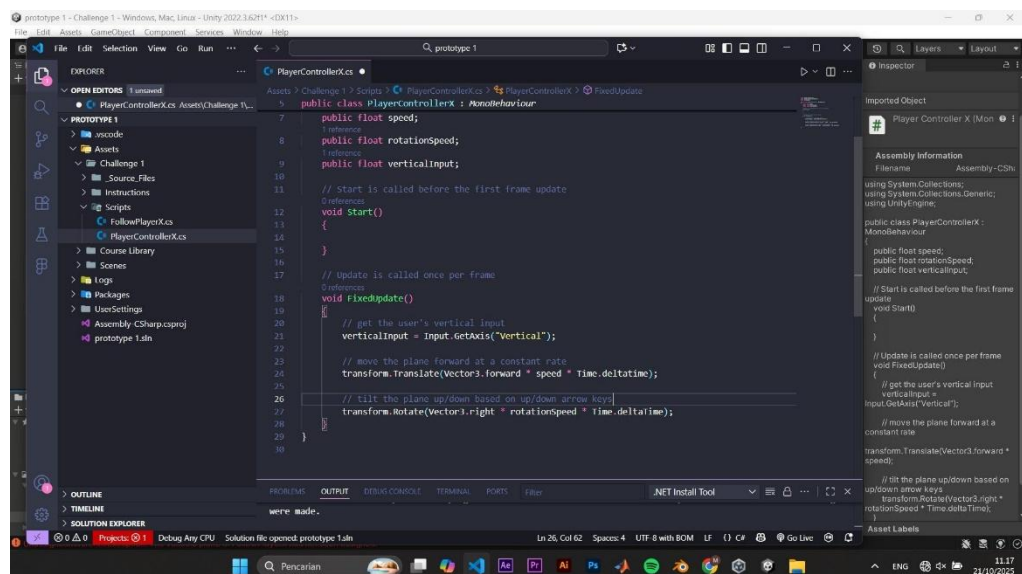 prototype 1 - Challenge 1 - Windows, Mac, Linux - Unity 2022.3.62f1* <DX11>
File Edit Assets GameObject Component Services Window Help
File Edit Selection View Go Run ···
prototype 1
Layers
Layout
EXPLORER
OPEN EDITORS 1 unsaved
PlayerControllerX.cs Assets\Challenge 1\...
PROTOTYPE 1
.vscode
Assets
Challenge 1
_Source_Files
Instructions
Scripts
FollowPlayerX.cs
PlayerControllerX.cs
Course Library
Scenes
Logs
Packages
UserSettings
Assembly-CSharp.csproj
prototype 1.sln
OUTLINE
TIMELINE
SOLUTION EXPLORER
PlayerControllerX.cs
Assets > Challenge 1 > Scripts > PlayerControllerX.cs > PlayerControllerX > FixedUpdate
5 public class PlayerControllerX : MonoBehaviour
7 public float speed;
1 reference
8 public float rotationSpeed;
1 reference
9 public float verticalInput;
10
11 // Start is called before the first frame update
0 references
12 void Start()
13 {
14
15 }
16
17 // Update is called once per frame
0 references
18 void FixedUpdate()
19 {
20 // get the user's vertical input
21 verticalInput = Input.GetAxis("Vertical");
22
23 // move the plane forward at a constant rate
24 transform.Translate(Vector3.forward * speed * Time.deltatime);
25
26 // tilt the plane up/down based on up/down arrow keys
27 transform.Rotate(Vector3.right * rotationSpeed * Time.deltaTime);
28 }
29 }
30
PROBLEMS OUTPUT DEBUG CONSOLE TERMINAL PORTS Filter .NET Install Tool
were made.
Projects: 1 Debug Any CPU Solution file opened: prototype 1.sln Ln 26, Col 62 Spaces: 4 UTF-8 with BOM LF {} C# Go Live
Inspector
Imported Object
Player Controller X (Mon
Assembly Information
Filename Assembly-CSha
using System.Collections;
using System.Collections.Generic;
using UnityEngine;
public class PlayerControllerX :
MonoBehaviour
{
public float speed;
public float rotationSpeed;
public float verticalInput;
// Start is called before the first frame
update
void Start()
{
}
// Update is called once per frame
void FixedUpdate()
{
// get the user's vertical input
verticalInput =
Input.GetAxis("Vertical");
// move the plane forward at a
constant rate
transform.Translate(Vector3.forward *
speed);
// tilt the plane up/down based on
up/down arrow keys
transform.Rotate(Vector3.right *
rotationSpeed * Time.deltaTime);
}
Asset Labels
Pencarian
ENG
11.17
21/10/2025